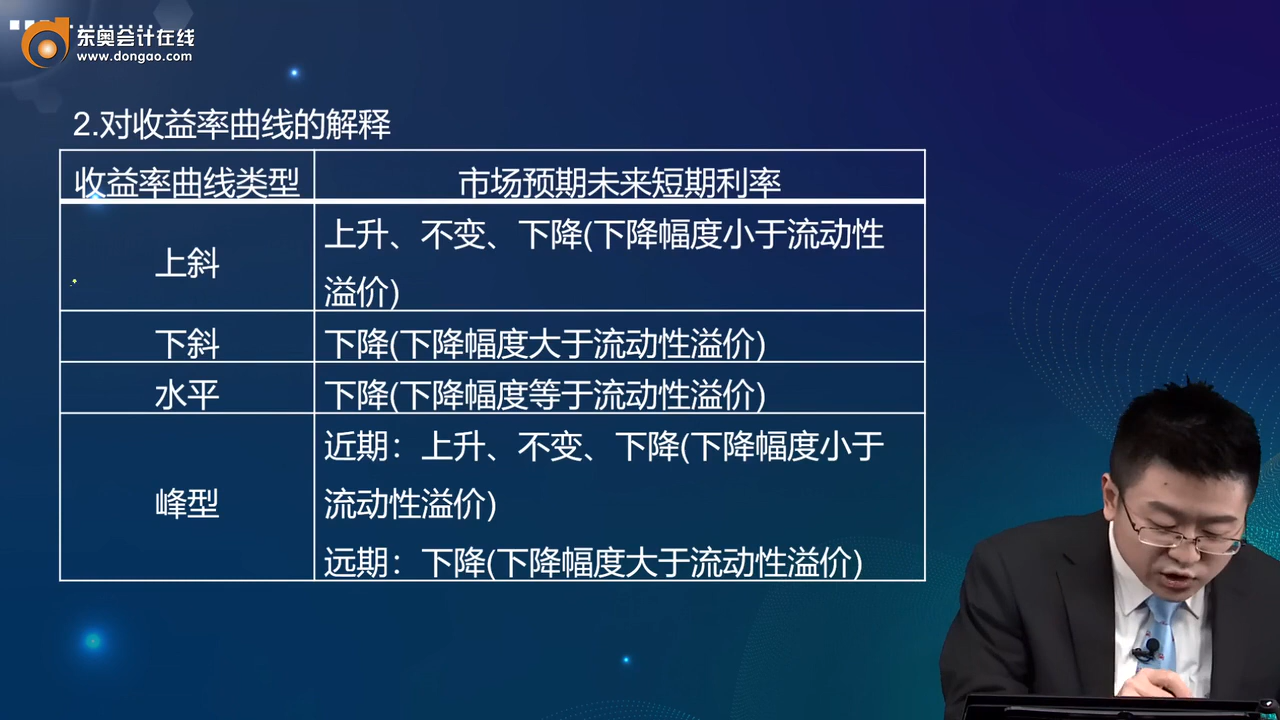 东奥会计在线
www.dongao.com
2.对收益率曲线的解释
收益率曲线类型
市场预期未来短期利率
上斜
上升、不变、下降(下降幅度小于流动性
溢价)
下斜
下降(下降幅度大于流动性溢价)
水平
下降(下降幅度等于流动性溢价)
峰型
近期：上升、不变、下降(下降幅度小于
流动性溢价)
远期：下降(下降幅度大于流动性溢价)